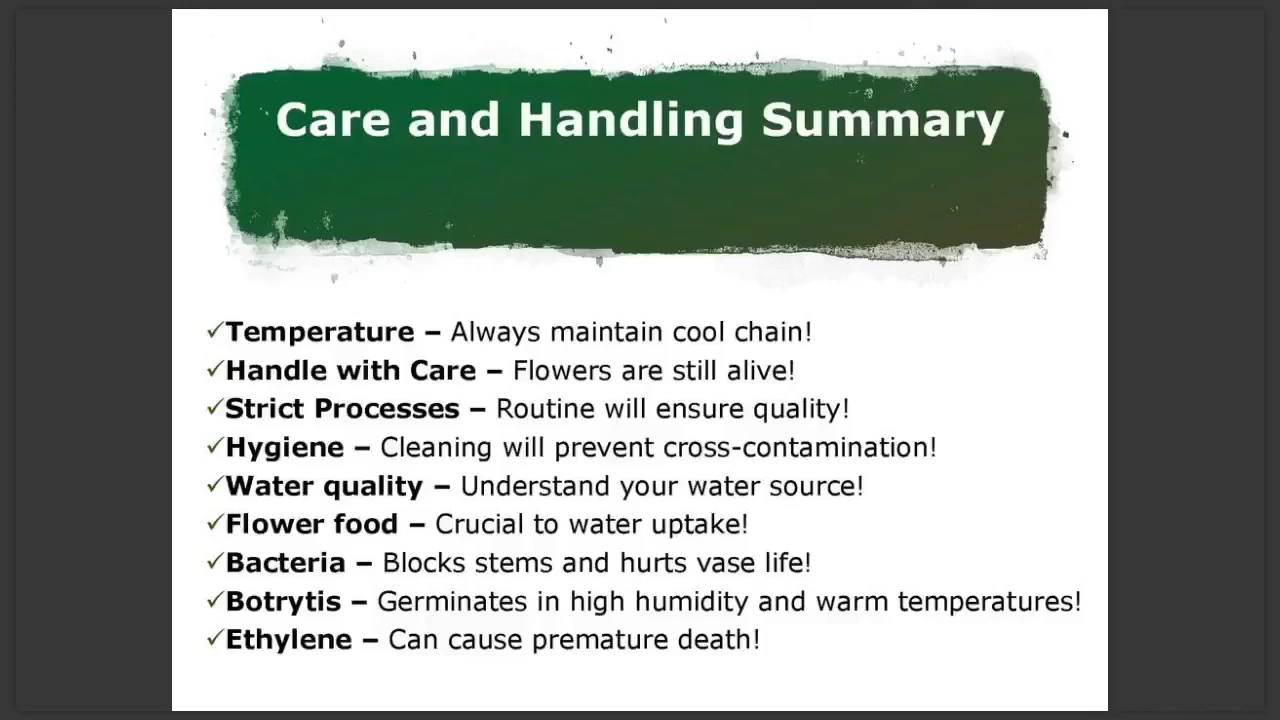 Care and Handling Summary
✓Temperature – Always maintain cool chain!
✓Handle with Care – Flowers are still alive!
✓Strict Processes – Routine will ensure quality!
✓Hygiene – Cleaning will prevent cross-contamination!
✓Water quality – Understand your water source!
✓Flower food – Crucial to water uptake!
✓Bacteria – Blocks stems and hurts vase life!
✓Botrytis – Germinates in high humidity and warm temperatures!
✓Ethylene – Can cause premature death!